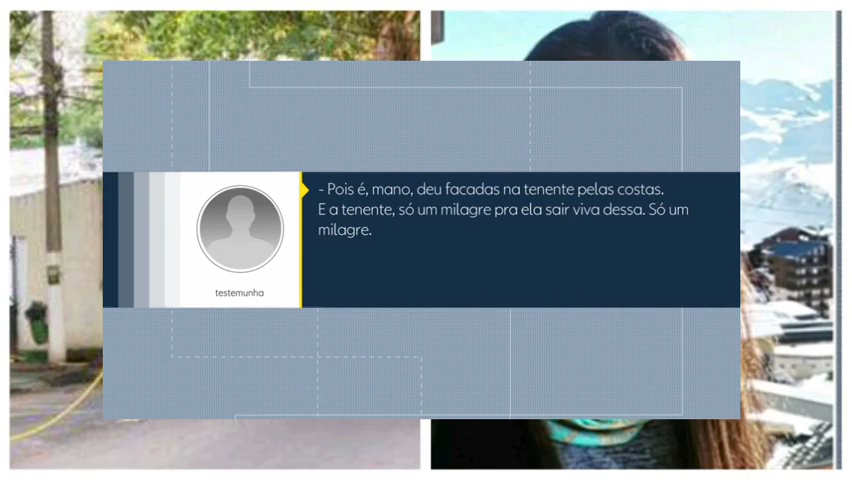 - Pois é, mano, deu facadas na tenente pelas costas.
E a tenente, só um milagre pra ela sair viva dessa. Só um
milagre.
testemunha